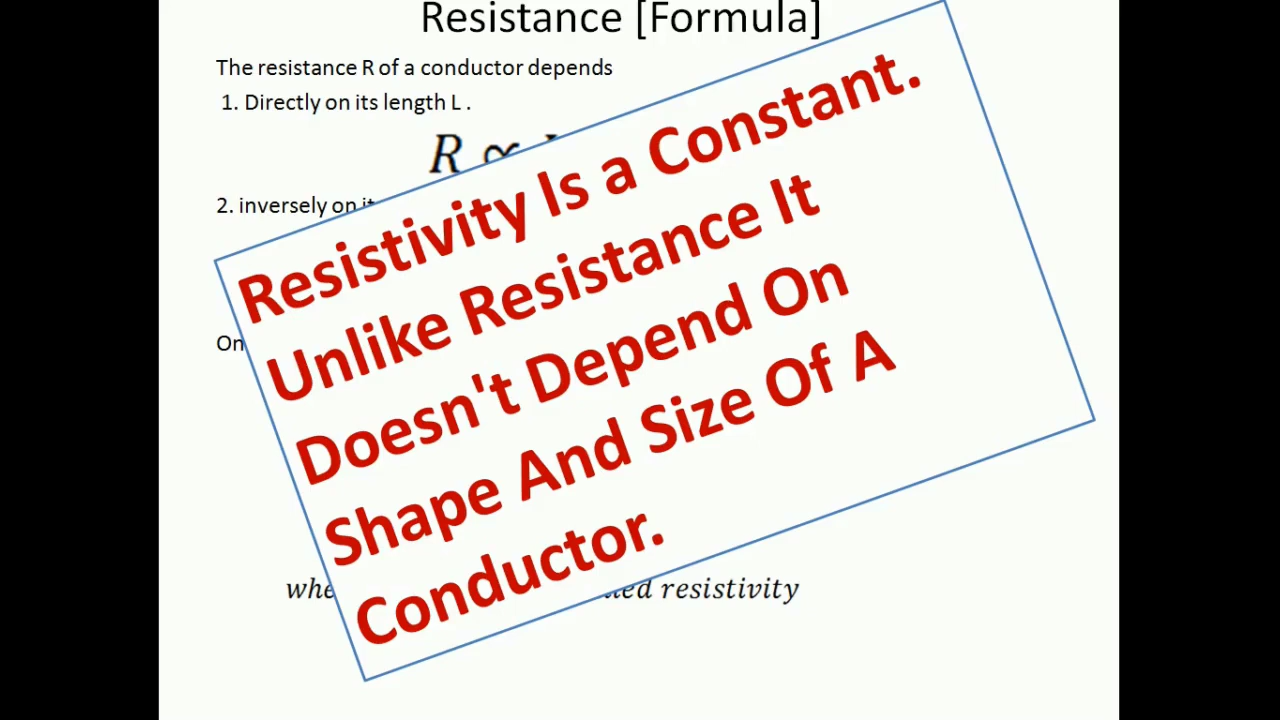 Resistance [Formula]
The resistance R of a conductor depends
1. Directly on its length L .
R ∝
2. inversely on
On
Resistivity Is a Constant.
Unlike Resistance It
Doesn't Depend On
Shape And Size Of A
Conductor.
resistivity